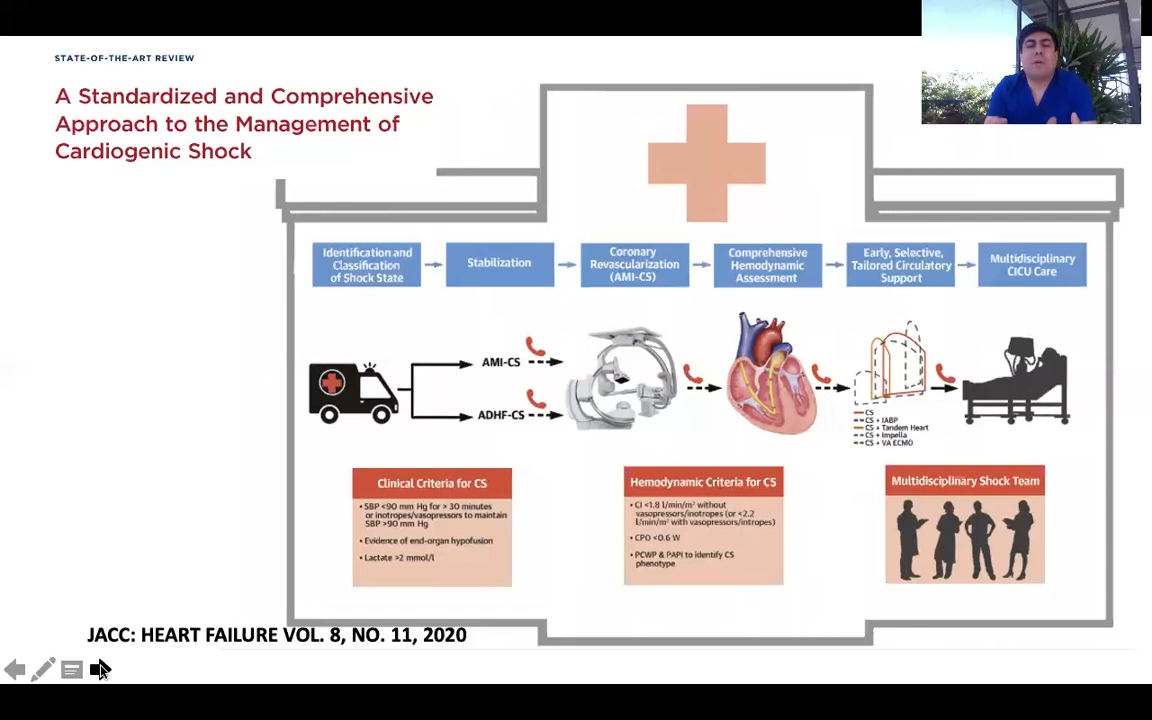 STATE-OF-THE-ART REVIEW
A Standardized and Comprehensive
Approach to the Management of
Cardiogenic Shock
Identification and
Classification
of Shock State
Stabilization
Coronary
Revascularization
(AMI-CS)
Comprehensive
Hemodynamic
Assessment
Early, Selective,
Tailored Circulatory
Support
Multidisciplinary
CICU Care
AMI-CS
ADHF-CS
CS
CS + IABP
CS + Tandem Heart
CS + Impella
CS + VA ECMO
Clinical Criteria for CS
• SBP <90 mm Hg for > 30 minutes
or inotropes/vasopressors to maintain
SBP >90 mm Hg
• Evidence of end-organ hypofusion
• Lactate >2 mmol/l
Hemodynamic Criteria for CS
• CI <1.8 l/min/m² without
vasopressors/inotropes (or <2.2
l/min/m² with vasopressors/intropes)
• CPO <0.6 W
• PCWP & PAPI to identify CS
phenotype
Multidisciplinary Shock Team
JACC: HEART FAILURE VOL. 8, NO. 11, 2020